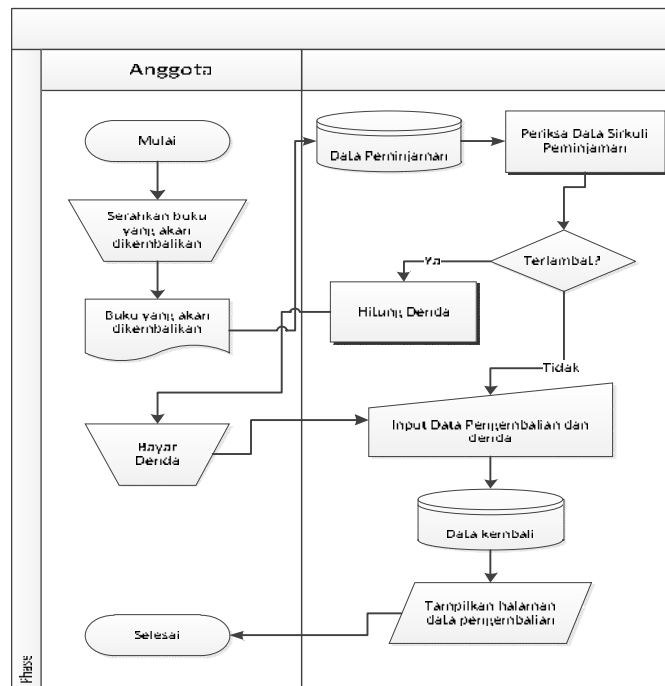 Anggota
Mulai
Data Peminjaman
Periksa Data Sirkuli
Peminjaman
Serahkan buku
yang akan
dikembalikan
Ya
Terlambat?
Buku yang akan
dikembalikan
Hitung Denda
Tidak
Input Data Pengembalian dan
denda
Bayar
Denda
Data kembali
Tampilkan halaman
data pengembalian
Selesai
Phase